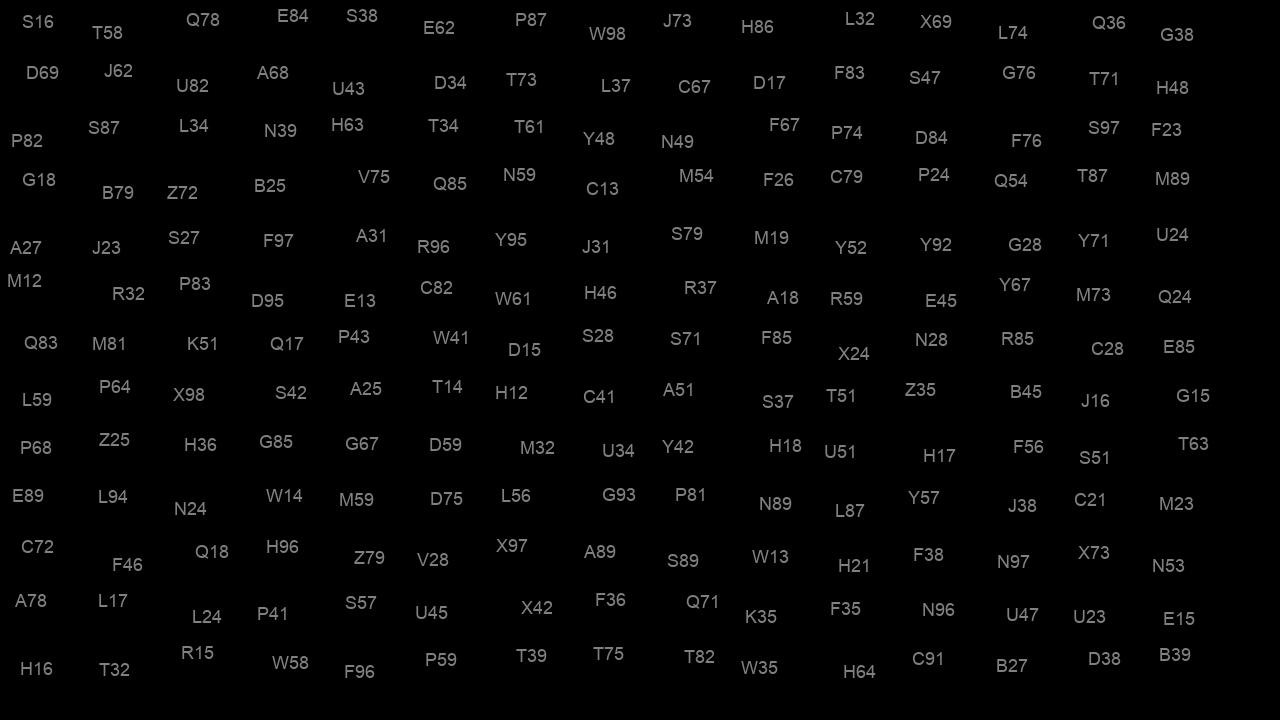 S16 T58 Q78 E84 S38 E62 P87 W98 J73 H86 L32 X69 L74 Q36 G38
D69 J62 U82 A68 U43 D34 T73 L37 C67 D17 F83 S47 G76 T71 H48
P82 S87 L34 N39 H63 T34 T61 Y48 N49 F67 P74 D84 F76 S97 F23
G18 B79 Z72 B25 V75 Q85 N59 C13 M54 F26 C79 P24 Q54 T87 M89
A27 J23 S27 F97 A31 R96 Y95 J31 S79 M19 Y52 Y92 G28 Y71 U24
M12 R32 P83 D95 E13 C82 W61 H46 R37 A18 R59 E45 Y67 M73 Q24
Q83 M81 K51 Q17 P43 W41 D15 S28 S71 F85 X24 N28 R85 C28 E85
L59 P64 X98 S42 A25 T14 H12 C41 A51 S37 T51 Z35 B45 J16 G15
P68 Z25 H36 G85 G67 D59 M32 U34 Y42 H18 U51 H17 F56 S51 T63
E89 L94 N24 W14 M59 D75 L56 G93 P81 N89 L87 Y57 J38 C21 M23
C72 F46 Q18 H96 Z79 V28 X97 A89 S89 W13 H21 F38 N97 X73 N53
A78 L17 L24 P41 S57 U45 X42 F36 Q71 K35 F35 N96 U47 U23 E15
H16 T32 R15 W58 F96 P59 T39 T75 T82 W35 H64 C91 B27 D38 B39